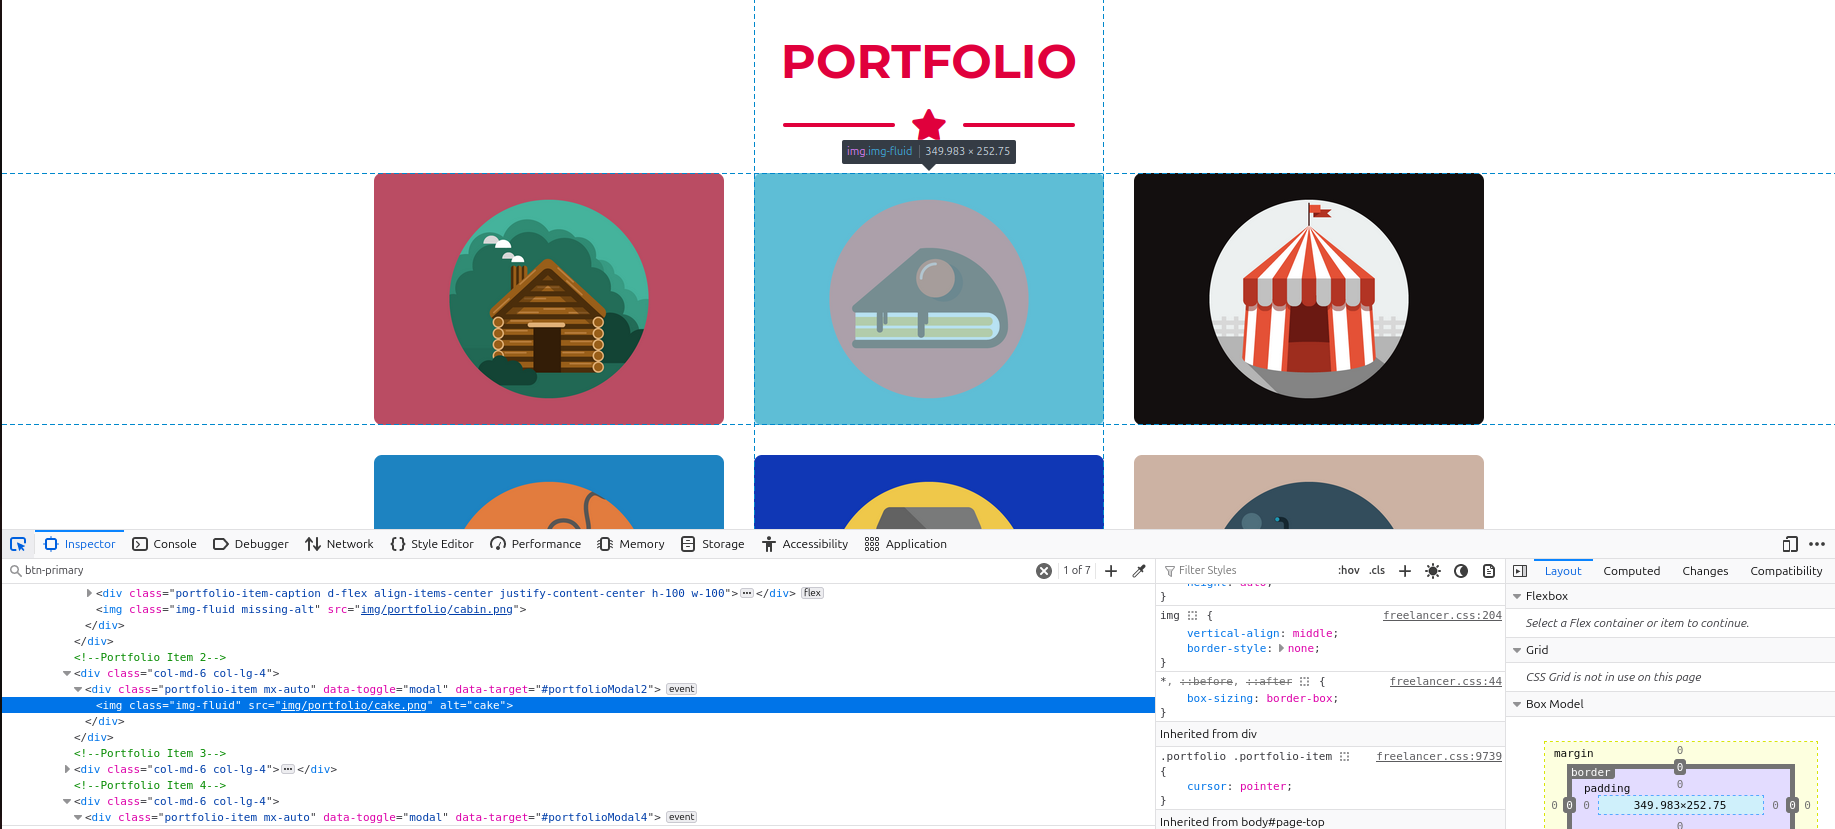 PORTFOLIO
img.img-fluid 349.983 × 252.75
Inspector Console Debugger Network Style Editor Performance Memory Storage Accessibility Application
btn-primary 1 of 7
<div class="portfolio-item-caption d-flex align-items-center justify-content-center h-100 w-100"> ··· </div> flex
<img class="img-fluid missing-alt" src="img/portfolio/cabin.png">
</div>
</div>
<!--Portfolio Item 2-->
<div class="col-md-6 col-lg-4">
<div class="portfolio-item mx-auto" data-toggle="modal" data-target="#portfolioModal2"> event
<img class="img-fluid" src="img/portfolio/cake.png" alt="cake">
</div>
</div>
<!--Portfolio Item 3-->
<div class="col-md-6 col-lg-4"> ··· </div>
<!--Portfolio Item 4-->
<div class="col-md-6 col-lg-4">
<div class="portfolio-item mx-auto" data-toggle="modal" data-target="#portfolioModal4"> event
Filter Styles :hov .cls
height: auto;
}
img { freelancer.css:204
vertical-align: middle;
border-style: none;
}
*, ::before, ::after { freelancer.css:44
box-sizing: border-box;
}
Inherited from div
.portfolio .portfolio-item freelancer.css:9739
{
cursor: pointer;
}
Inherited from body#page-top
Layout Computed Changes Compatibility
Flexbox
Select a Flex container or item to continue.
Grid
CSS Grid is not in use on this page
Box Model
margin 0
border 0
padding 0
0 0 0 349.983×252.75 0 0 0
0